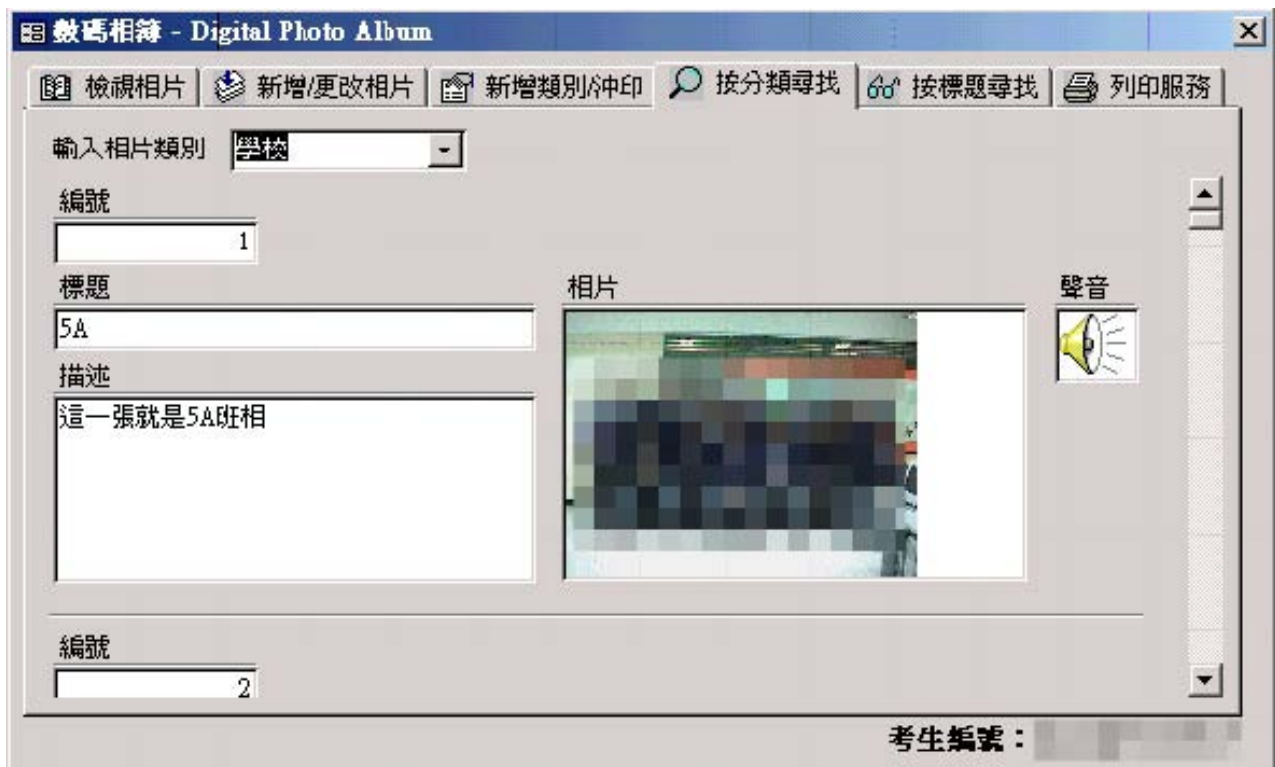 數碼相簿 - Digital Photo Album
檢視相片 新增/更改相片 新增類別/沖印 按分類尋找 按標題尋找 列印服務
輸入相片類別 學校
編號
1
標題 相片 聲音
5A
描述
這一張就是5A班相
編號
2
考生編號：